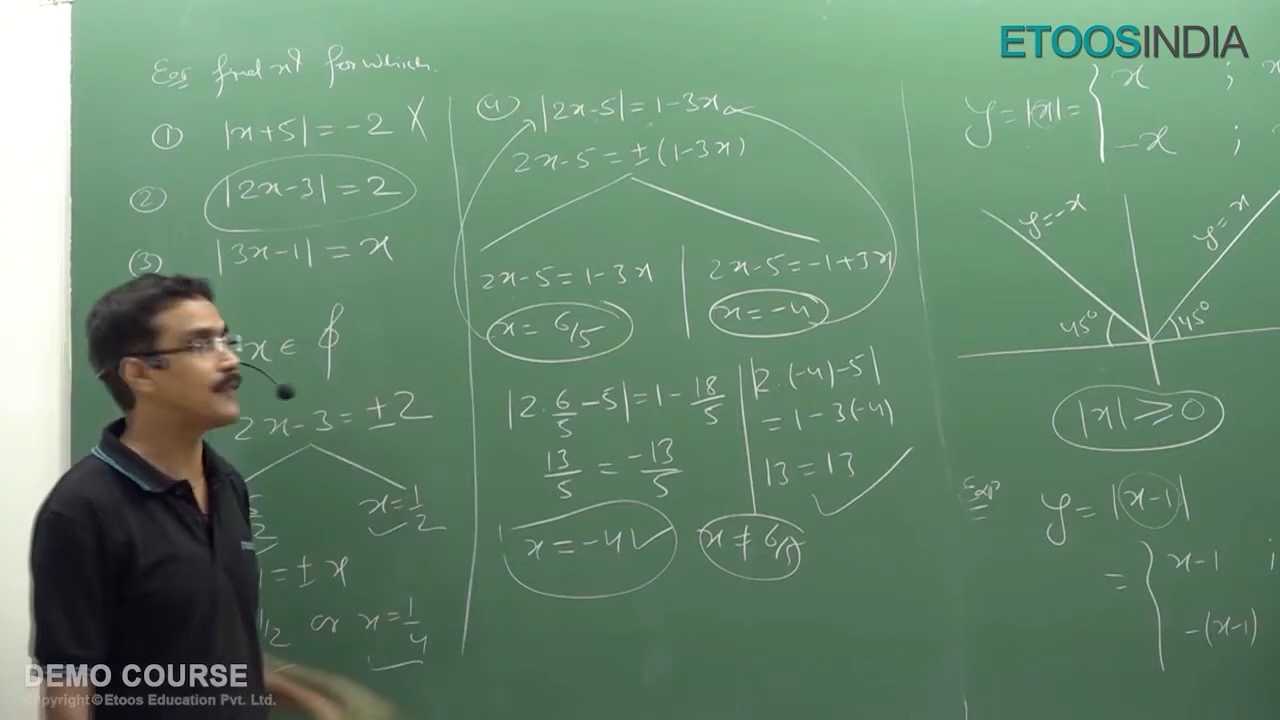 ETOOSINDIA
Exp find x for which.
① |x+5| = -2 X
② |2x-3| = 2
③ |3x-1| = x
x ∈ ϕ
2x-3 = ±2
x = 1/2
= ± x
or x = 1/4
④ |2x-5| = 1-3x
2x-5 = ±(1-3x)
2x-5 = 1-3x
x = 6/5
2x-5 = -1+3x
x = -4
|2·6/5 -5| = 1 - 18/5
13/5 = -13/5
|2·(-4)-5|
= 1-3(-4)
13 = 13 ✓
x = -4 ✓
x ≠ 6/5
y = |x| = { x ;
-x ;
y=-x
y=x
45°
45°
|x| ≥ 0
Exp y = |x-1|
= { x-1 ;
-(x-1)
DEMO COURSE
Copyright © Etoos Education Pvt. Ltd.